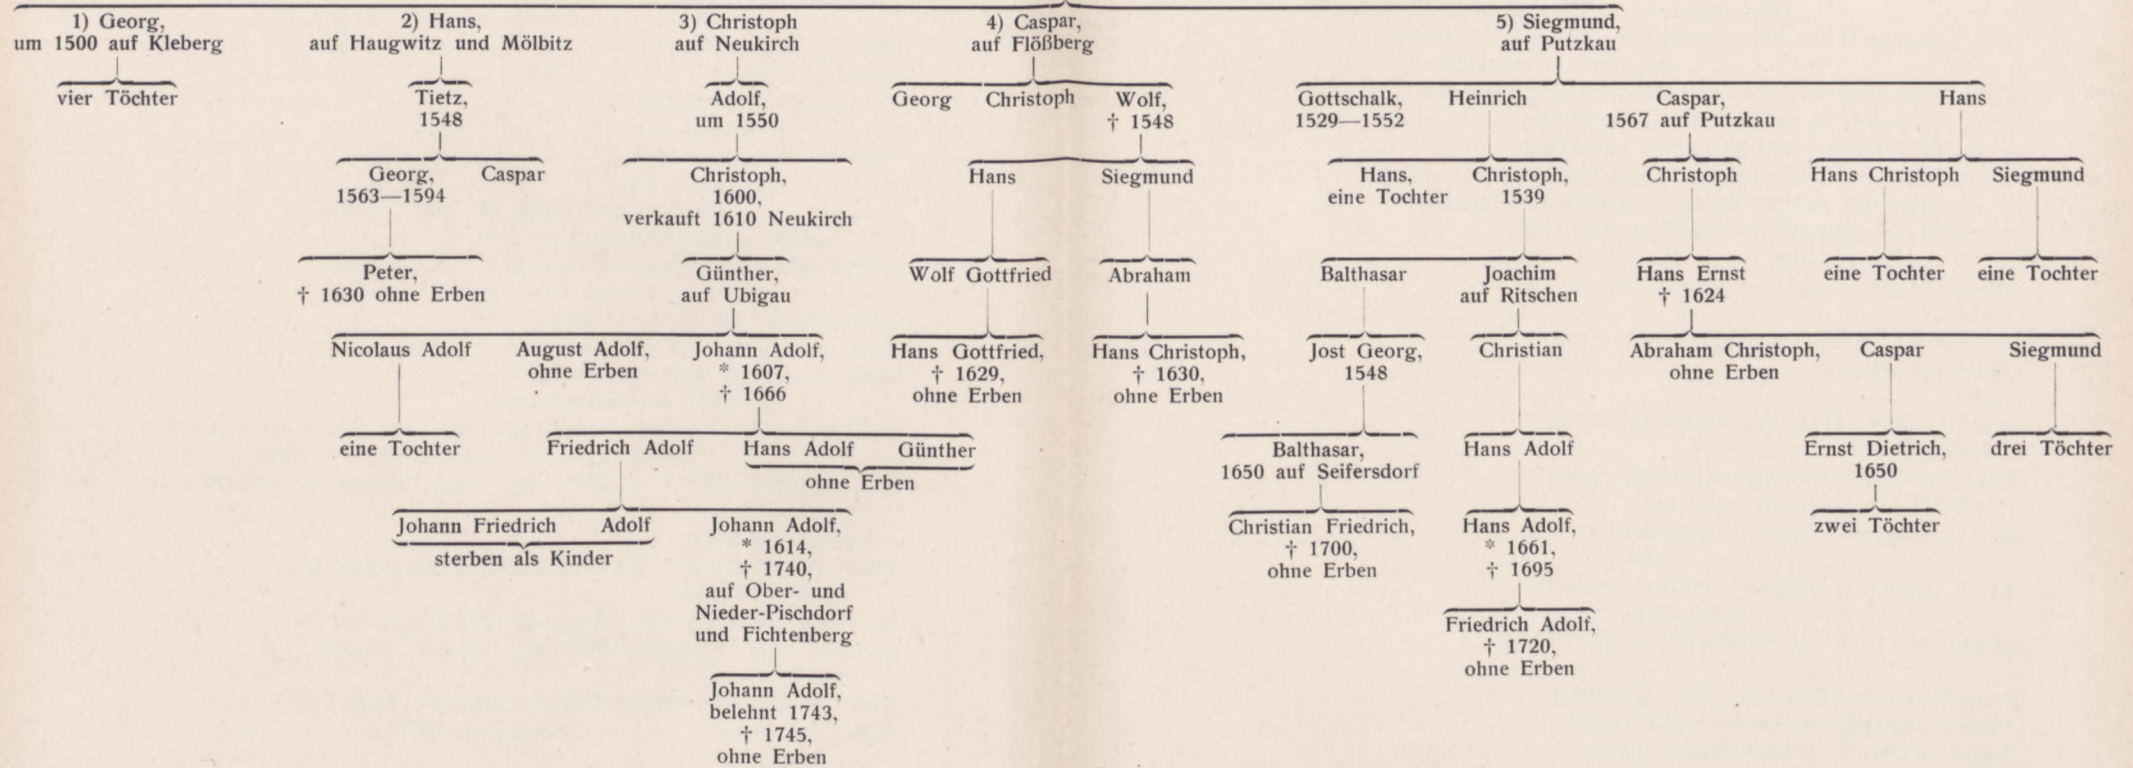 1) Georg,
um 1500 auf Kleberg
2) Hans,
auf Haugwitz und Mölbitz
3) Christoph
auf Neukirch
4) Caspar,
auf Flößberg
5) Siegmund,
auf Putzkau
vier Töchter
Tietz,
1548
Adolf,
um 1550
Georg
Christoph
Wolf,
† 1548
Gottschalk,
1529—1552
Heinrich
Caspar,
1567 auf Putzkau
Hans
Georg,
1563—1594
Caspar
Christoph,
1600,
verkauft 1610 Neukirch
Hans
Siegmund
Hans,
eine Tochter
Christoph,
1539
Christoph
Hans Christoph
Siegmund
Peter,
† 1630 ohne Erben
Günther,
auf Ubigau
Wolf Gottfried
Abraham
Balthasar
Joachim
auf Ritschen
Hans Ernst
† 1624
eine Tochter
eine Tochter
Nicolaus Adolf
August Adolf,
ohne Erben
Johann Adolf,
* 1607,
† 1666
Hans Gottfried,
† 1629,
ohne Erben
Hans Christoph,
† 1630,
ohne Erben
Jost Georg,
1548
Christian
Abraham Christoph,
ohne Erben
Caspar
Siegmund
eine Tochter
Friedrich Adolf
Hans Adolf
Günther
ohne Erben
Balthasar,
1650 auf Seifersdorf
Hans Adolf
Ernst Dietrich,
1650
drei Töchter
Johann Friedrich
Adolf
sterben als Kinder
Johann Adolf,
* 1614,
† 1740,
auf Ober- und
Nieder-Pischdorf
und Fichtenberg
Christian Friedrich,
† 1700,
ohne Erben
Hans Adolf,
* 1661,
† 1695
zwei Töchter
Friedrich Adolf,
† 1720,
ohne Erben
Johann Adolf,
belehnt 1743,
† 1745,
ohne Erben